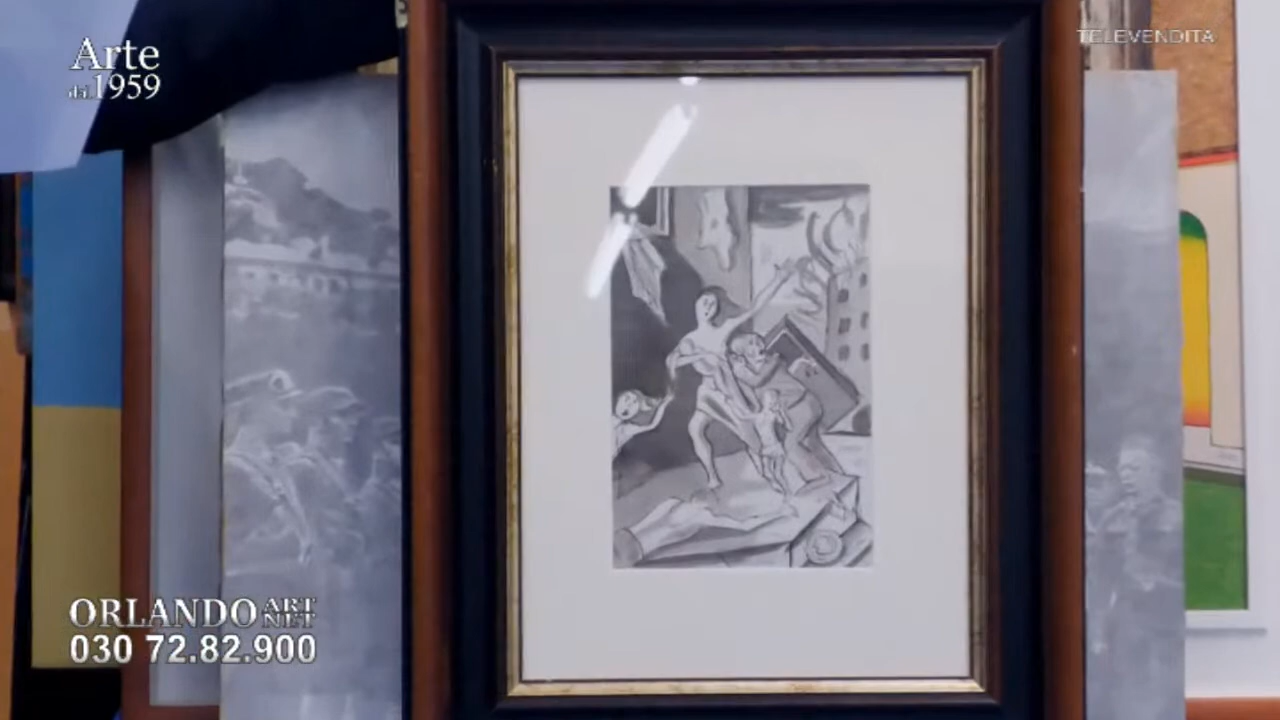 Arte
dal 1959
TELEVENDITA
ORLANDO ART NET
030 72.82.900